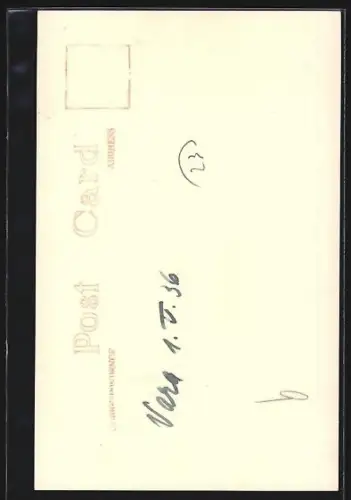 Post Card
CORRESPONDENCE
ADDRESS
(23)
Vera 1.V.36
b